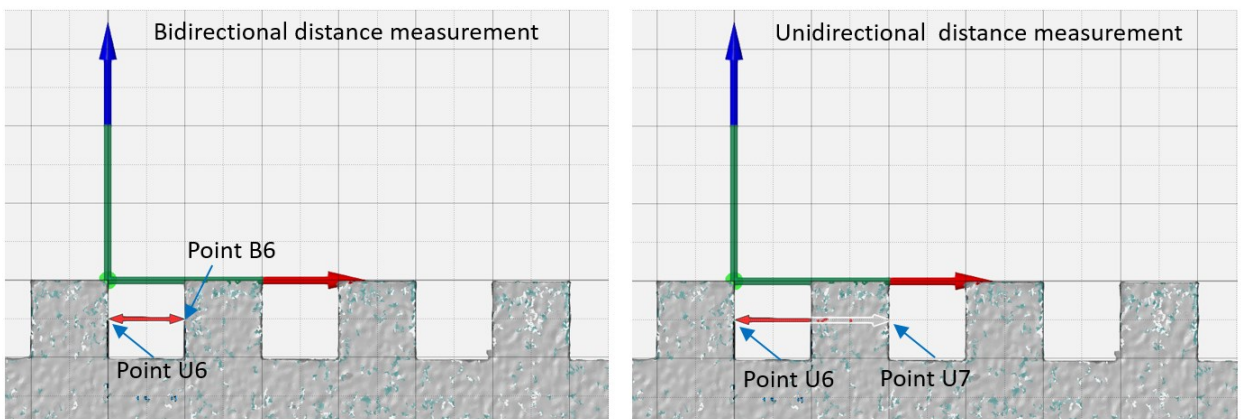 Bidirectional distance measurement
Point B6
Point U6
Unidirectional  distance measurement
Point U6
Point U7